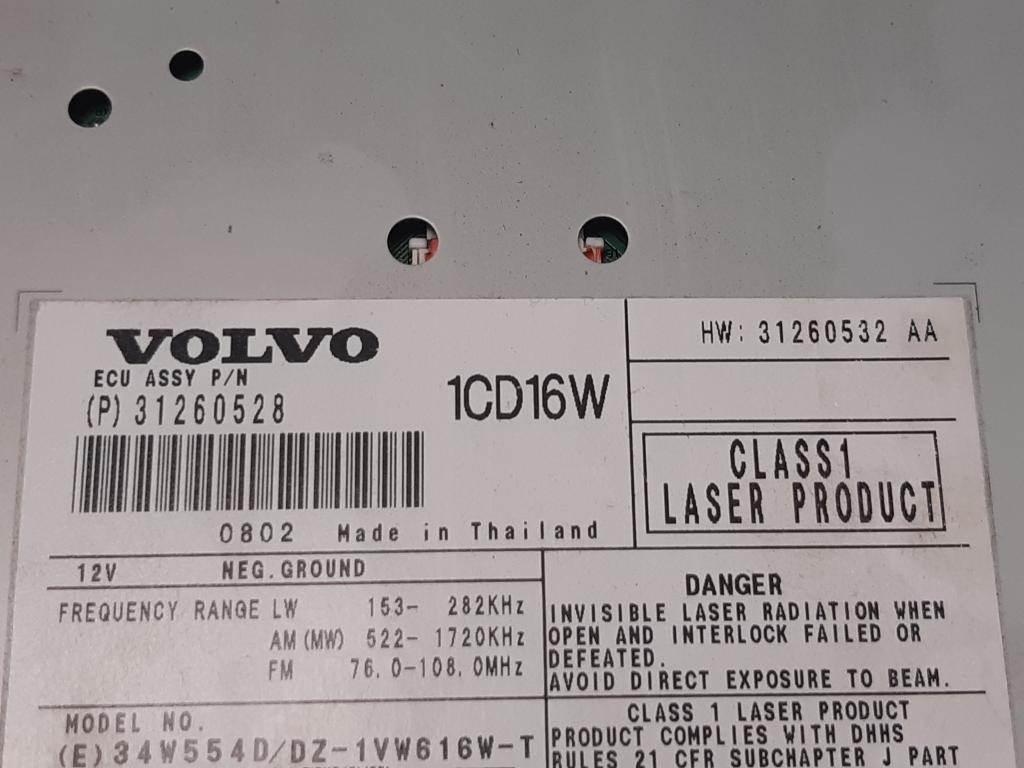 VOLVO
ECU ASSY P/N
(P) 31260528
1CD16W
0802 Made in Thailand
HW: 31260532 AA
CLASS1
LASER PRODUCT
12V NEG.GROUND
FREQUENCY RANGE LW 153- 282KHz
AM (MW) 522- 1720KHz
FM 76.0-108.0MHz
MODEL NO.
(E)34W554D/DZ-1VW616W-T
DANGER
INVISIBLE LASER RADIATION WHEN
OPEN AND INTERLOCK FAILED OR
DEFEATED.
AVOID DIRECT EXPOSURE TO BEAM.
CLASS 1 LASER PRODUCT
PRODUCT COMPLIES WITH DHHS
RULES 21 CFR SUBCHAPTER J PART